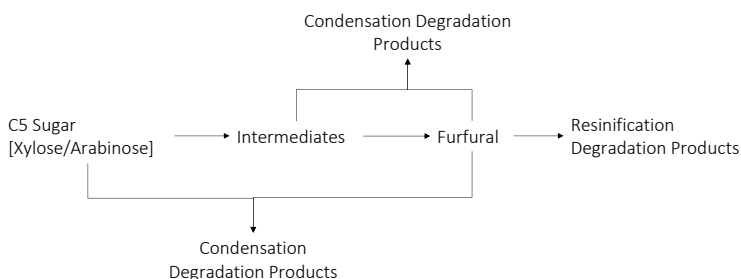 Condensation Degradation
Products
C5 Sugar
[Xylose/Arabinose]
Intermediates
Furfural
Resinification
Degradation Products
Condensation
Degradation Products